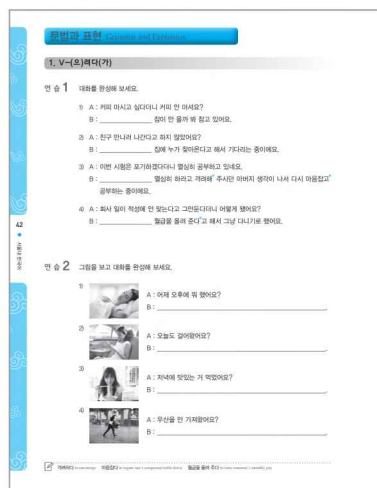 문법과 표현 Grammar and Expression
1. V-(으)려다(가)
연 습 1 대화를 완성해 보세요.
1) A : 커피 마시고 싶다더니 커피 안 마셔요?
B : ______________ 잠이 안 올까 봐 참고 있어요.
2) A : 친구 만나러 나간다고 하지 않았어요?
B : ______________ 집에 누가 찾아온다고 해서 기다리는 중이에요.
3) A : 이번 시험은 포기하겠다더니 열심히 공부하고 있네요.
B : ______________ 열심히 하라고 격려해 주시던 아버지 생각이 나서 다시 마음잡고
공부하는 중이에요.
4) A : 회사 일이 적성에 안 맞는다고 그만둔다더니 어떻게 됐어요?
B : ______________ 월급을 올려 준다고 해서 그냥 다니기로 했어요.
42
서울대 한국어
연 습 2 그림을 보고 대화를 완성해 보세요.
1)
A : 어제 오후에 뭐 했어요?
B : ______________.
2)
A : 오늘도 걸어왔어요?
B : ______________.
3)
A : 저녁에 맛있는 거 먹었어요?
B : ______________.
4)
A : 우산을 안 가져왔어요?
B : ______________.
격려하다 to encourage 마음잡다 월급을 올려 주다